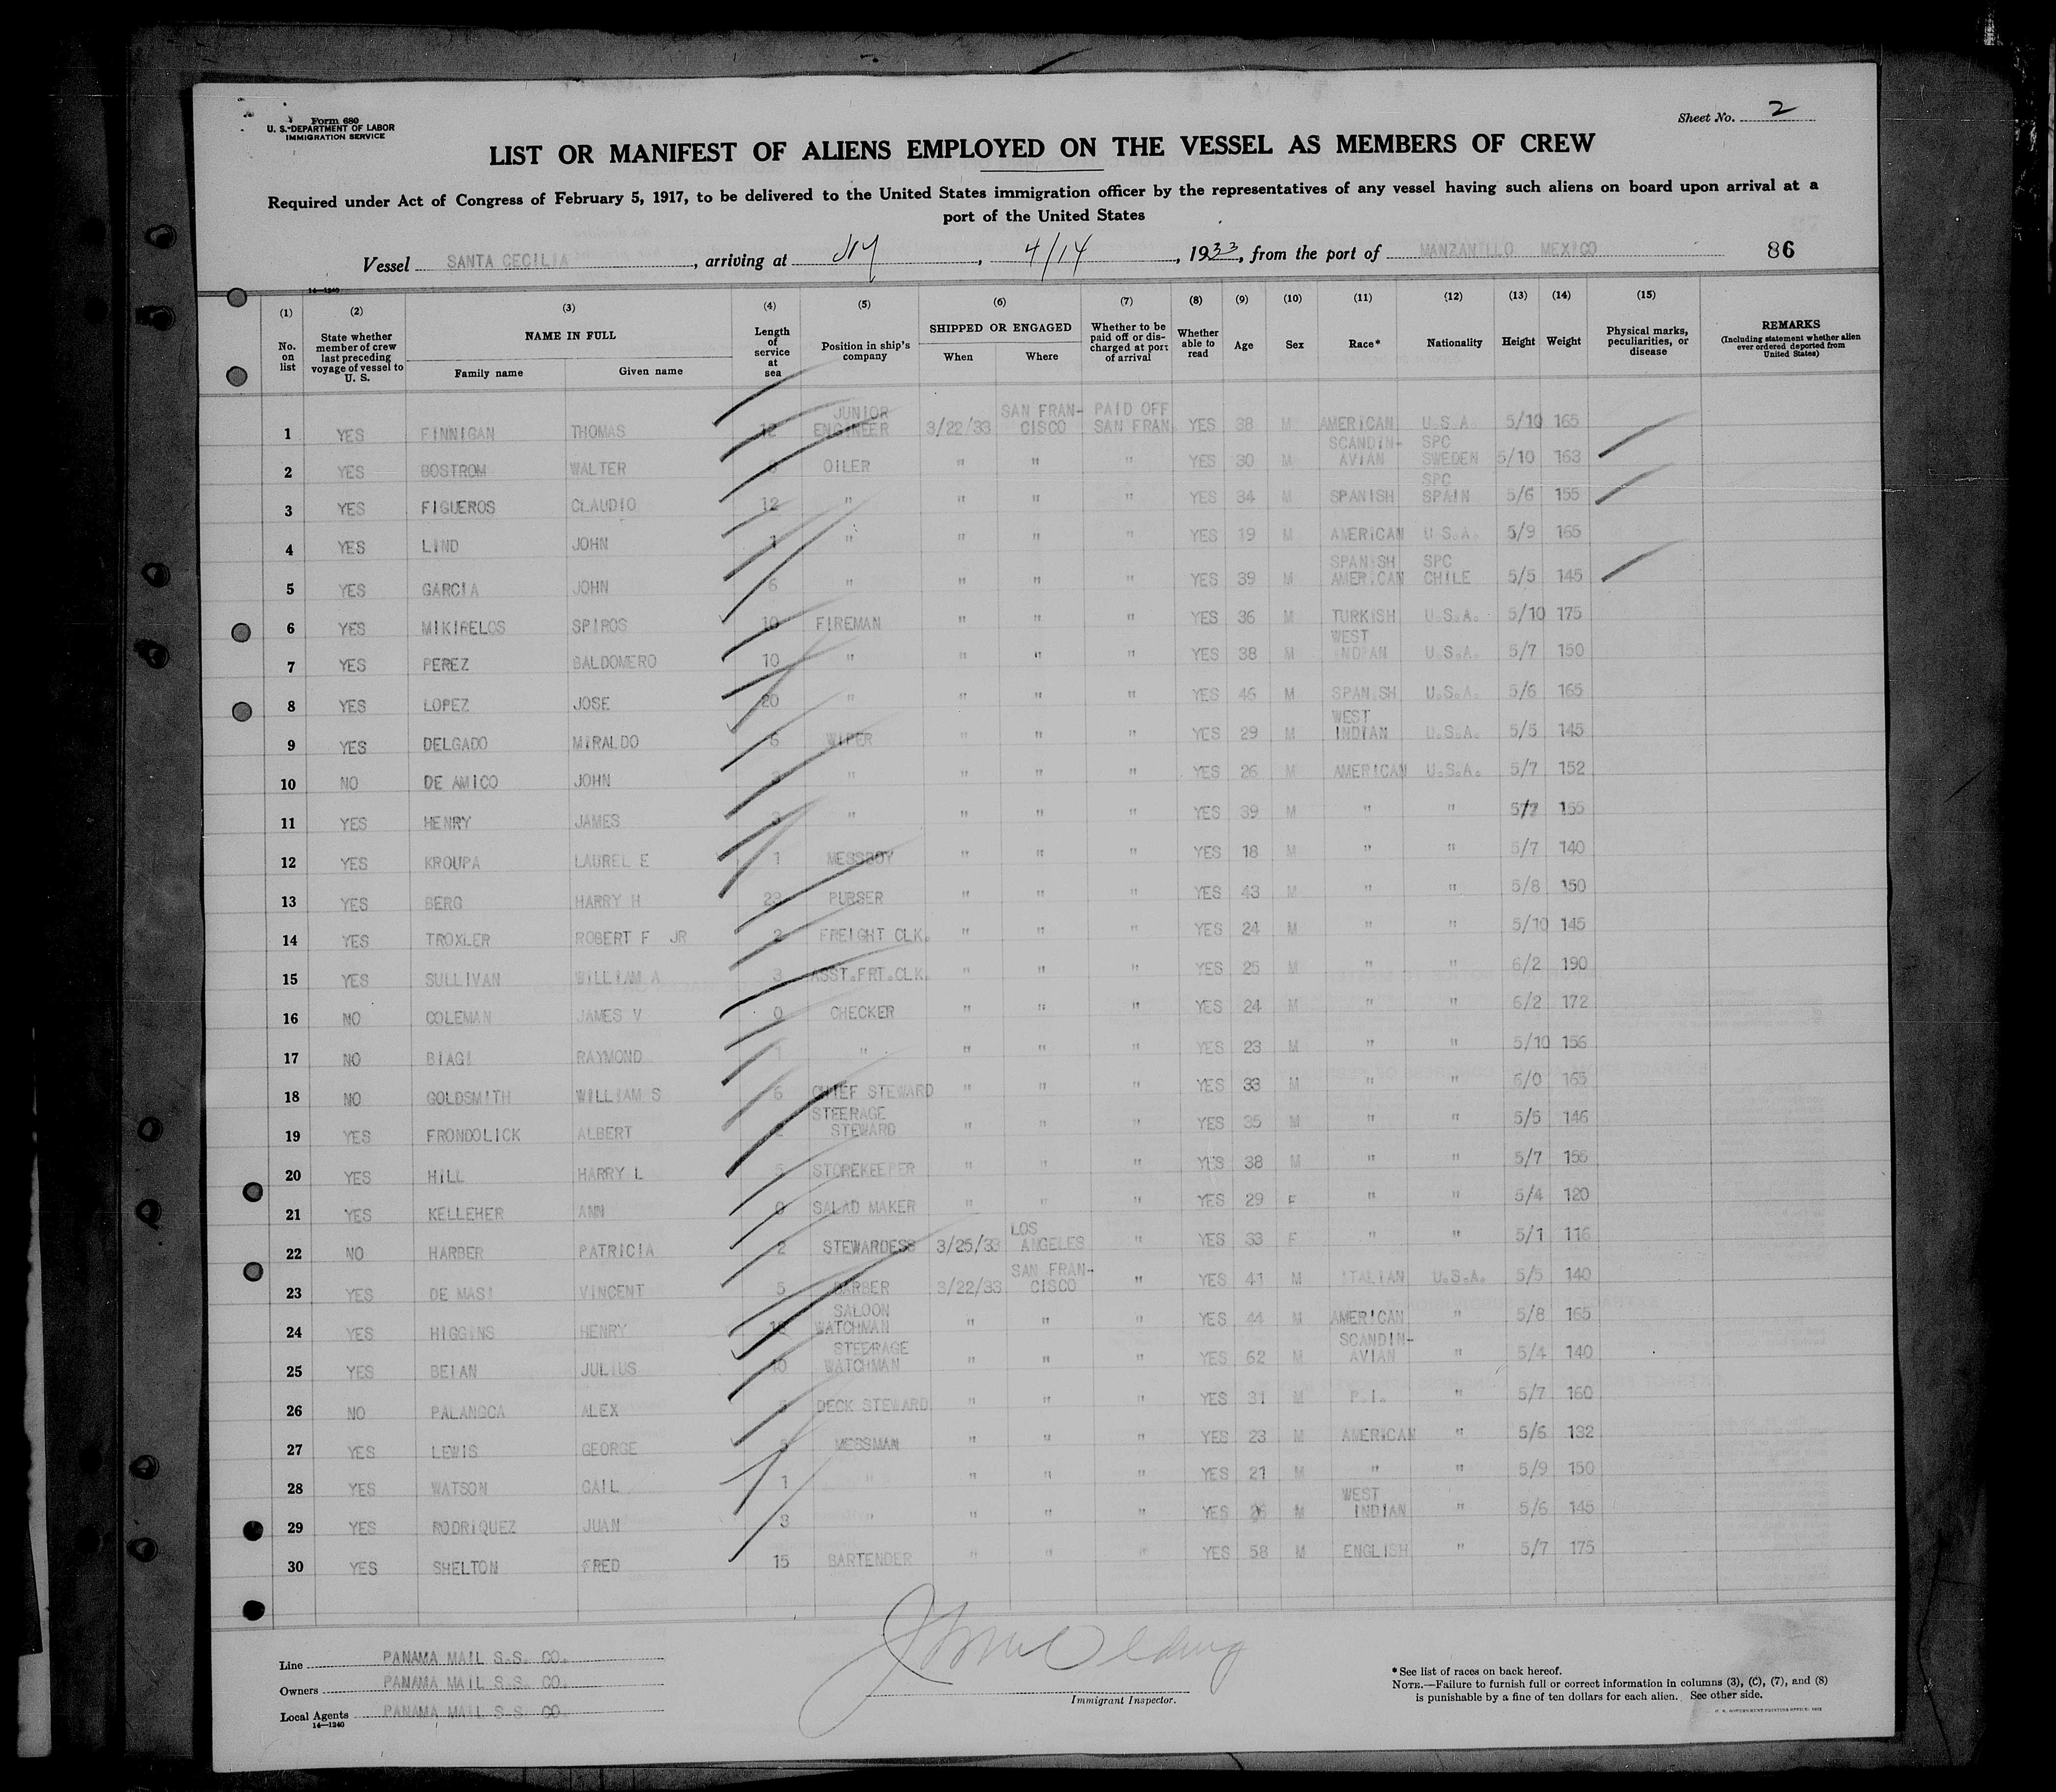 Form 680
U. S. DEPARTMENT OF LABOR
IMMIGRATION SERVICE
Sheet No. 2
LIST OR MANIFEST OF ALIENS EMPLOYED ON THE VESSEL AS MEMBERS OF CREW
Required under Act of Congress of February 5, 1917, to be delivered to the United States immigration officer by the representatives of any vessel having such aliens on board upon arrival at a
port of the United States
Vessel SANTA CECILIA, arriving at NY, 4/14, 1933, from the port of MANZANILLO MEXICO 86
14—1240
(1) (2) (3) (4) (5) (6) (7) (8) (9) (10) (11) (12) (13) (14) (15)
No. on list State whether member of crew last preceding voyage of vessel to U. S. NAME IN FULL Family name Given name Length of service at sea Position in ship's company SHIPPED OR ENGAGED When Where Whether to be paid off or discharged at port of arrival Whether able to read Age Sex Race* Nationality Height Weight Physical marks, peculiarities, or disease REMARKS (Including statement whether alien ever ordered deported from United States)
1 YES FINNIGAN THOMAS 12 JUNIOR ENGINEER 3/22/33 SAN FRAN-CISCO PAID OFF SAN FRAN. YES 38 M AMERICAN U.S.A. 5/10 165
2 YES BOSTROM WALTER OILER " " " YES 30 M SCANDIN-AVIAN SPC SWEDEN 5/10 163
3 YES FIGUEROS CLAUDIO 12 " " " " YES 34 M SPANISH SPC SPAIN 5/6 155
4 YES LIND JOHN 1 " " " " YES 19 M AMERICAN U.S.A. 5/9 165
5 YES GARCIA JOHN 6 " " " " YES 39 M SPANISH AMERICAN SPC CHILE 5/5 145
6 YES MIKIRELOS SPIROS 10 FIREMAN " " " YES 36 M TURKISH U.S.A. 5/10 175
7 YES PEREZ BALDOMERO 10 " " " " YES 38 M WEST INDIAN U.S.A. 5/7 150
8 YES LOPEZ JOSE 20 " " " " YES 46 M SPANISH U.S.A. 5/6 165
9 YES DELGADO MIRALDO 6 WIPER " " " YES 29 M WEST INDIAN U.S.A. 5/5 145
10 NO DE AMICO JOHN 3 " " " " YES 26 M AMERICAN U.S.A. 5/7 152
11 YES HENRY JAMES 3 " " " " YES 39 M " " 5/7 155
12 YES KROUPA LAUREL E 1 MESSBOY " " " YES 18 M " " 5/7 140
13 YES BERG HARRY H 23 PURSER " " " YES 43 M " " 5/8 150
14 YES TROXLER ROBERT F JR 2 FREIGHT CLK. " " " YES 24 M " " 5/10 145
15 YES SULLIVAN WILLIAM A 3 ASST.FRT.CLK. " " " YES 25 M " " 6/2 190
16 NO COLEMAN JAMES V 0 CHECKER " " " YES 24 M " " 6/2 172
17 NO BIAGI RAYMOND 1 " " " " YES 23 M " " 5/10 156
18 NO GOLDSMITH WILLIAM S 6 CHIEF STEWARD " " " YES 33 M " " 6/0 165
19 YES FRONDOLICK ALBERT STEERAGE STEWARD " " " YES 35 M " " 5/5 146
20 YES HILL HARRY L 5 STOREKEEPER " " " YES 38 M " " 5/7 155
21 YES KELLEHER ANN 0 SALAD MAKER " " " YES 29 F " " 5/4 120
22 NO HARBER PATRICIA 2 STEWARDESS 3/25/33 LOS ANGELES " YES 33 F " " 5/1 116
23 YES DE MASI VINCENT 5 BARBER 3/22/33 SAN FRAN-CISCO " YES 41 M ITALIAN U.S.A. 5/5 140
24 YES HIGGINS HENRY SALOON WATCHMAN " " " YES 44 M AMERICAN " 5/8 165
25 YES BEIAN JULIUS 40 STEERAGE WATCHMAN " " " YES 62 M SCANDIN-AVIAN " 5/4 140
26 NO PALANGCA ALEX DECK STEWARD " " " YES 31 M P.I. " 5/7 160
27 YES LEWIS GEORGE 5 MESSMAN " " " YES 23 M AMERICAN " 5/6 132
28 YES WATSON GAIL 1 " " " " YES 21 M " " 5/9 150
29 YES RODRIQUEZ JUAN 3 " " " " YES 26 M WEST INDIAN " 5/6 145
30 YES SHELTON FRED 15 BARTENDER " " " YES 58 M ENGLISH " 5/7 175
Line PANAMA MAIL S.S. CO.
Owners PANAMA MAIL S.S. CO.
Local Agents PANAMA MAIL S.S. CO.
14—1240
Immigrant Inspector.
* See list of races on back hereof.
NOTE.—Failure to furnish full or correct information in columns (3), (C), (7), and (8)
is punishable by a fine of ten dollars for each alien. See other side.
U. S. GOVERNMENT PRINTING OFFICE: 1932